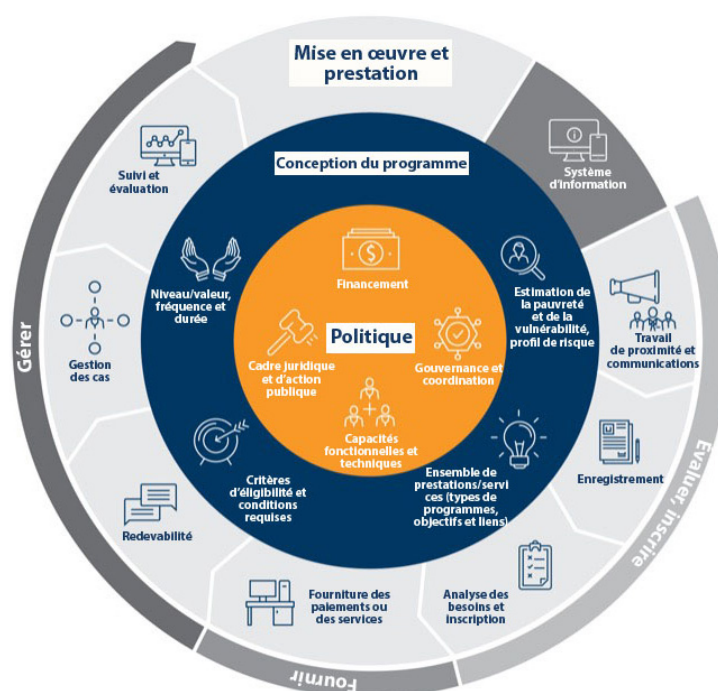 Mise en œuvre et
prestation
Conception du programme
Système
d'information
Suivi et
évaluation
Financement
Niveau/valeur,
fréquence et
durée
Estimation de
la pauvreté
et de la
vulnérabilité,
profil de risque
Travail
de proximité et
communications
Politique
Gérer
Gestion
des cas
Cadre juridique
et d'action
publique
Gouvernance et
coordination
Capacités
fonctionnelles et
techniques
Critères
d'éligibilité et
conditions
requises
Ensemble de
prestations/servi
ces (types de
programmes,
objectifs et liens)
Enregistrement
Évaluer, inscrire
Redevabilité
Fourniture des
paiements ou
des services
Analyse des
besoins et
inscription
Fournir